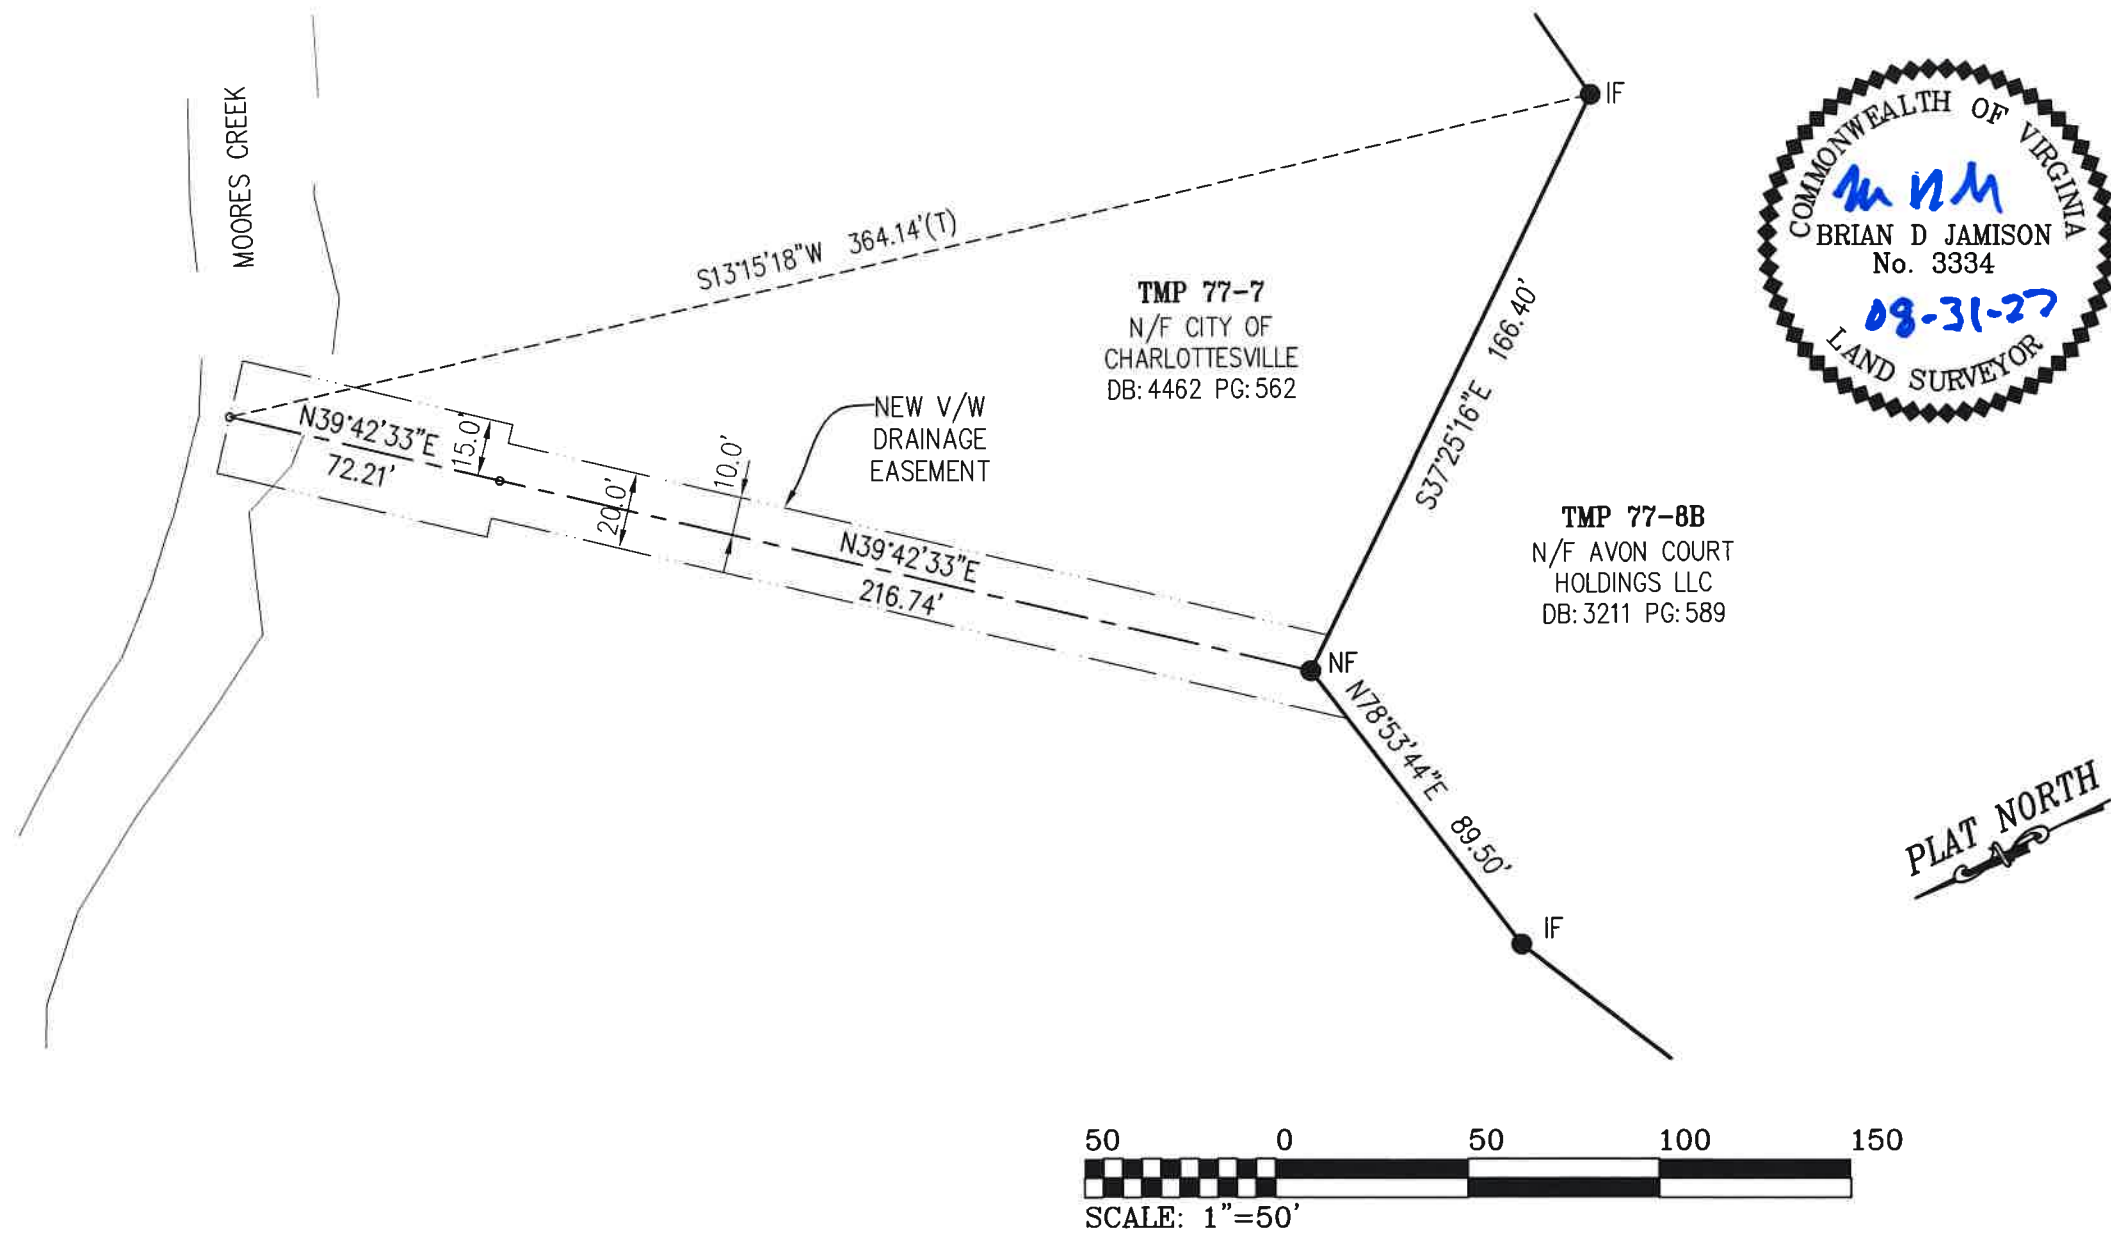 MOORES CREEK
IF
S13°15'18"W 364.14'(T)
TMP 77-7
N/F CITY OF
CHARLOTTESVILLE
DB: 4462 PG: 562
S37°25'16"E 166.40'
COMMONWEALTH OF VIRGINIA
BRIAN D JAMISON
No. 3334
LAND SURVEYOR
N39°42'33"E
72.21'
15.0'
20.0'
10.0'
NEW V/W
DRAINAGE
EASEMENT
N39°42'33"E
216.74'
TMP 77-8B
N/F AVON COURT
HOLDINGS LLC
DB: 3211 PG: 589
NF
N78°53'44"E 89.50'
IF
PLAT NORTH
50 0 50 100 150
SCALE: 1"=50'